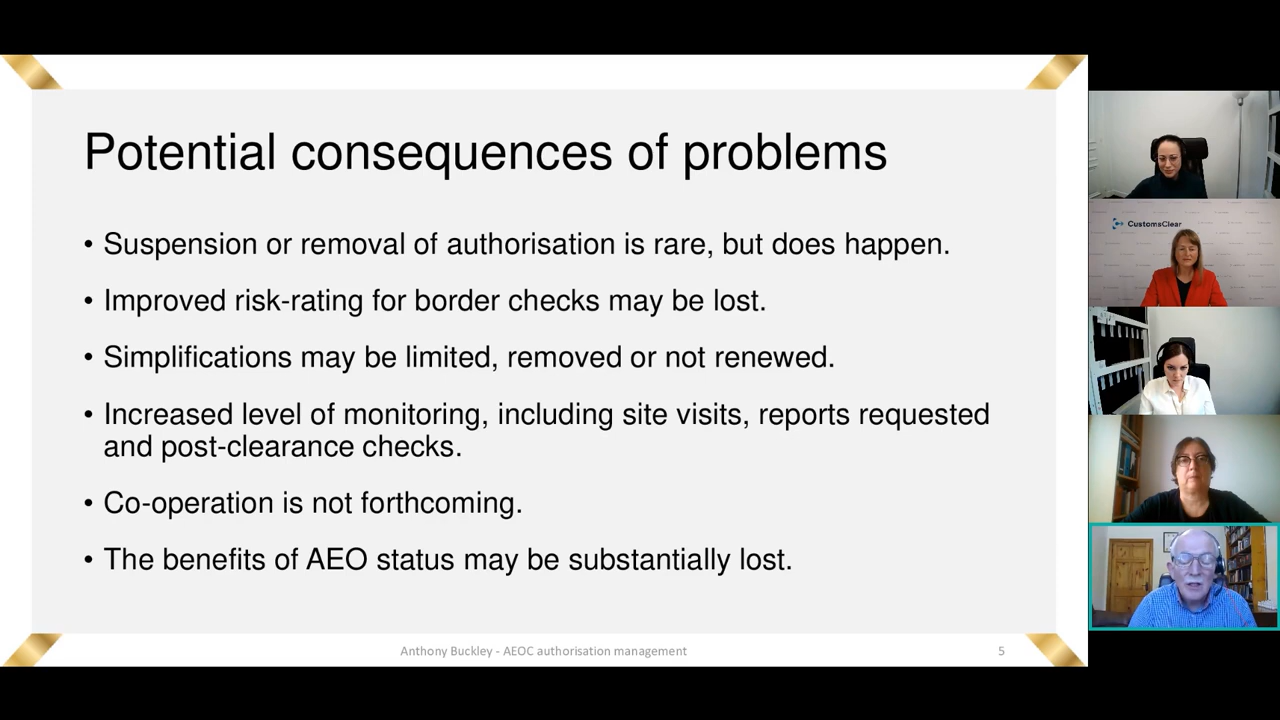 Potential consequences of problems
• Suspension or removal of authorisation is rare, but does happen.
• Improved risk-rating for border checks may be lost.
• Simplifications may be limited, removed or not renewed.
• Increased level of monitoring, including site visits, reports requested
and post-clearance checks.
• Co-operation is not forthcoming.
• The benefits of AEO status may be substantially lost.
Anthony Buckley - AEOC authorisation management
5
CustomsClear